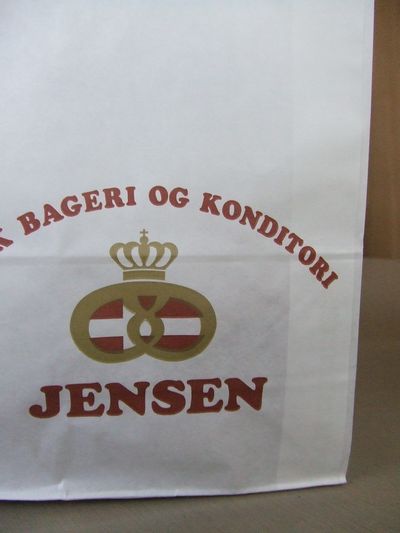 K BAGERI OG KONDITORI
JENSEN